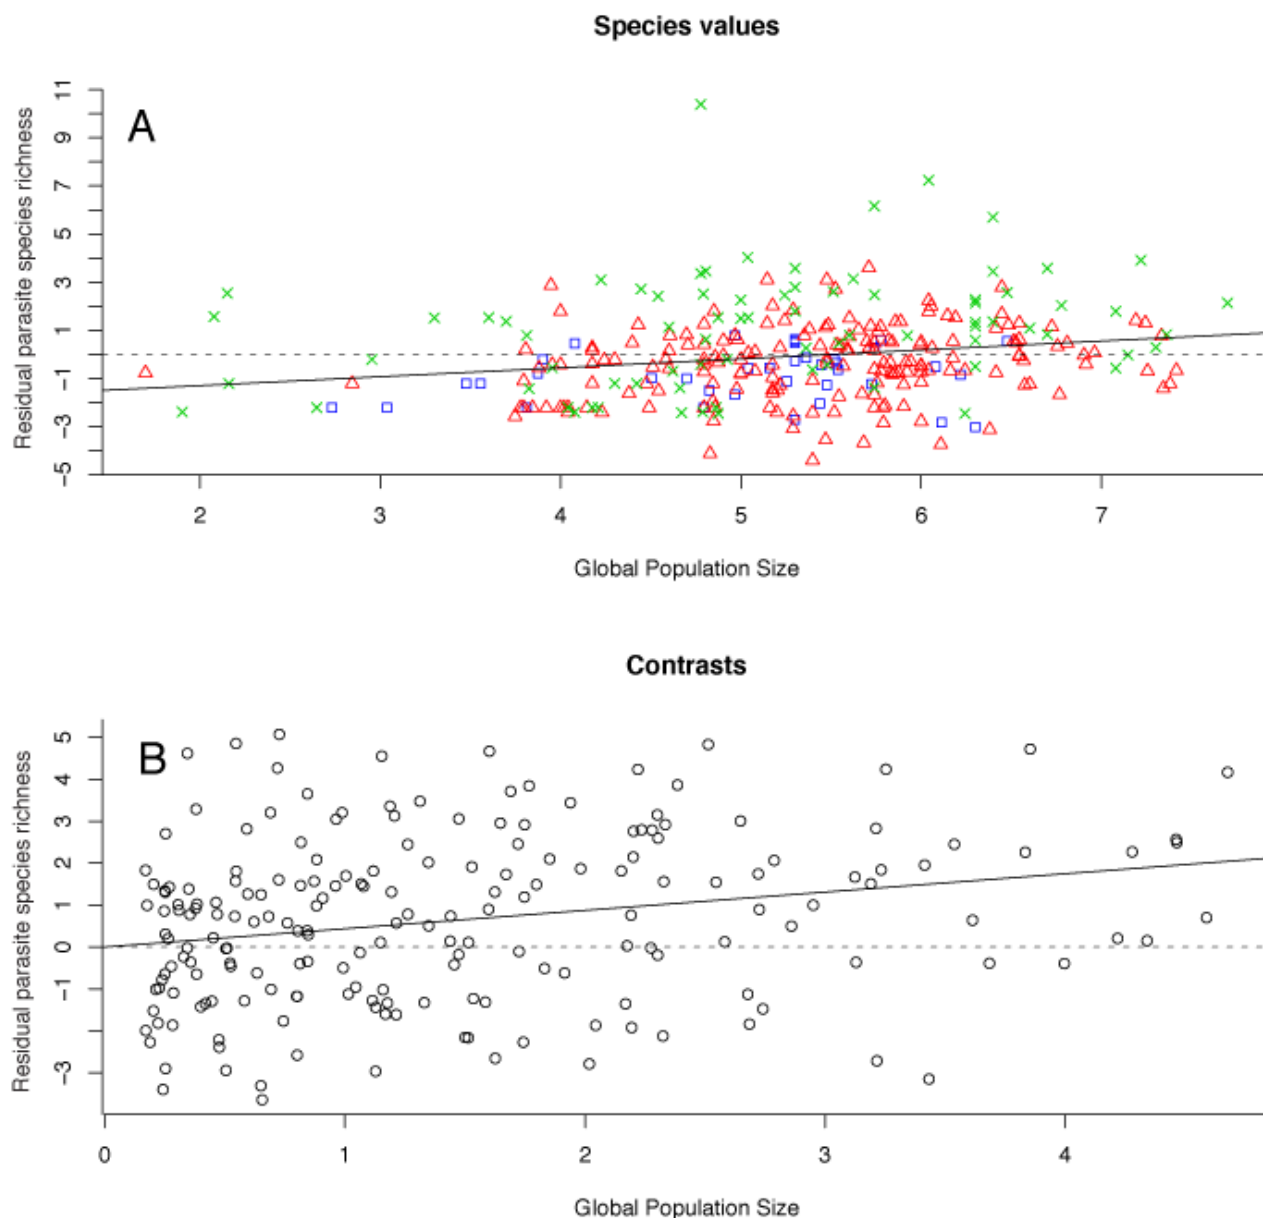 Species values
A
Residual parasite species richness
11
9
7
5
3
1
−1
−3
−5
2 3 4 5 6 7
Global Population Size
Contrasts
B
Residual parasite species richness
5
4
3
2
1
0
−1
−3
0 1 2 3 4
Global Population Size